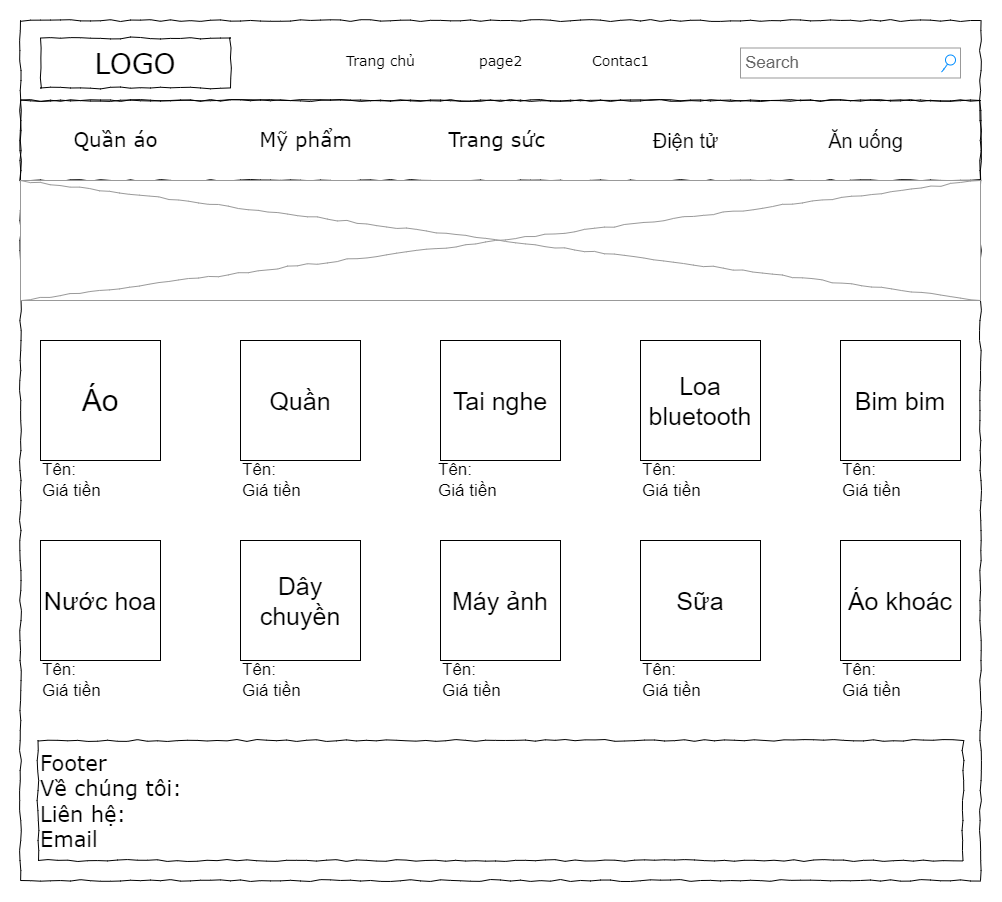 LOGO
Trang chủ
page2
Contac1
Search
Quần áo
Mỹ phẩm
Trang sức
Điện tử
Ăn uống
Áo
Quần
Tai nghe
Loa
bluetooth
Bim bim
Tên:
Giá tiền
Tên:
Giá tiền
Tên:
Giá tiền
Tên:
Giá tiền
Tên:
Giá tiền
Nước hoa
Dây
chuyền
Máy ảnh
Sữa
Áo khoác
Tên:
Giá tiền
Tên:
Giá tiền
Tên:
Giá tiền
Tên:
Giá tiền
Tên:
Giá tiền
Footer
Về chúng tôi:
Liên hệ:
Email